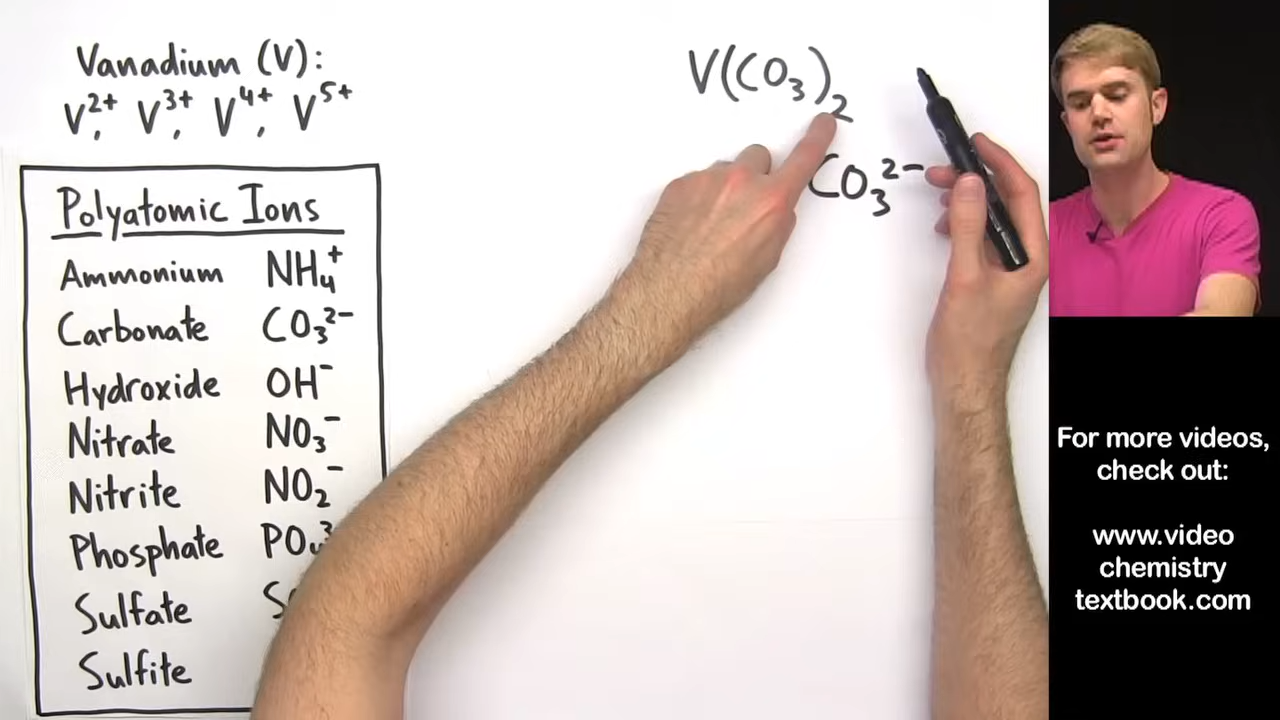 Vanadium (V):
V²⁺, V³⁺, V⁴⁺, V⁵⁺
Polyatomic Ions
Ammonium NH₄⁺
Carbonate CO₃²⁻
Hydroxide OH⁻
Nitrate NO₃⁻
Nitrite NO₂⁻
Phosphate PO₄³
Sulfate S
Sulfite
V(CO₃)₂
CO₃²⁻
For more videos,
check out:
www.video
chemistry
textbook.com